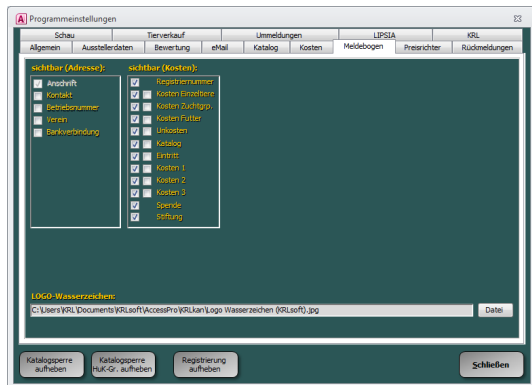 Programmeinstellungen
Schau Tierverkauf Ummeldungen LIPSIA KRL
Allgemein Ausstellerdaten Bewertung eMail Katalog Kosten Meldebogen Preisrichter Rückmeldungen
sichtbar (Adresse): sichtbar (Kosten):
Anschrift Registriernummer
Kontakt Kosten Einzeltiere
Betriebsnummer Kosten Zuchtgrp.
Verein Kosten Futter
Bankverbindung Unkosten
Katalog
Eintritt
Kosten 1
Kosten 2
Kosten 3
Spende
Stiftung
LOGO-Wasserzeichen:
C:\Users\KRL\Documents\KRLsoft\AccessPro\KRLkan\Logo Wasserzeichen (KRLsoft).jpg Datei
Katalogsperre aufheben Katalogsperre HuK-Gr. aufheben Registrierung aufheben Schließen